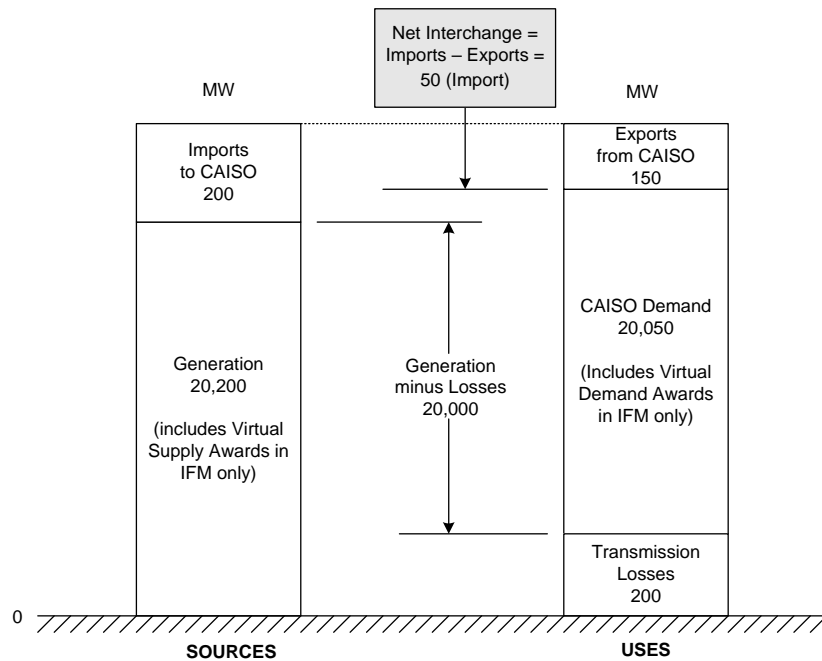 Net Interchange =
Imports – Exports =
50 (Import)
MW
MW
Imports
to CAISO
200
Exports
from CAISO
150
Generation
20,200
(includes Virtual
Supply Awards in
IFM only)
Generation
minus Losses
20,000
CAISO Demand
20,050
(Includes Virtual
Demand Awards
in IFM only)
Transmission
Losses
200
0
SOURCES
USES